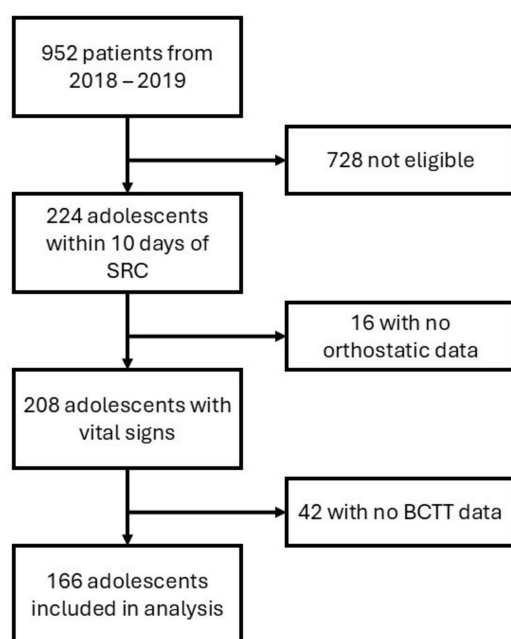 952 patients from
2018 – 2019
728 not eligible
224 adolescents
within 10 days of
SRC
16 with no
orthostatic data
208 adolescents with
vital signs
42 with no BCTT data
166 adolescents
included in analysis